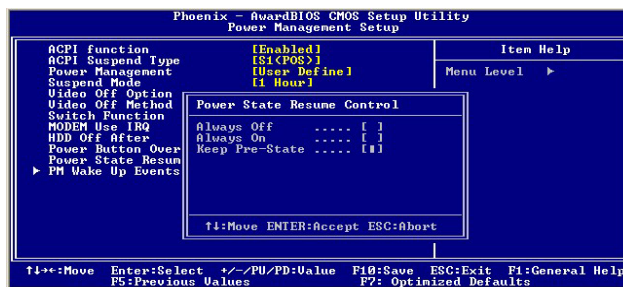 Phoenix - AwardBIOS CMOS Setup Utility
Power Management Setup
ACPI function [Enabled]
ACPI Suspend Type [S1(POS)]
Power Management [User Define]
Suspend Mode [1 Hour]
Video Off Option
Video Off Method
Switch Function
MODEM Use IRQ
HDD Off After
Power Button Over
Power State Resum
▶ PM Wake Up Events
Item Help
Menu Level ▶
Power State Resume Control
Always Off ..... [ ]
Always On ..... [ ]
Keep Pre-State ..... [■]
↑↓:Move ENTER:Accept ESC:Abort
↑↓→←:Move Enter:Select +/-/PU/PD:Value F10:Save ESC:Exit F1:General Help
F5:Previous Values F7: Optimized Defaults